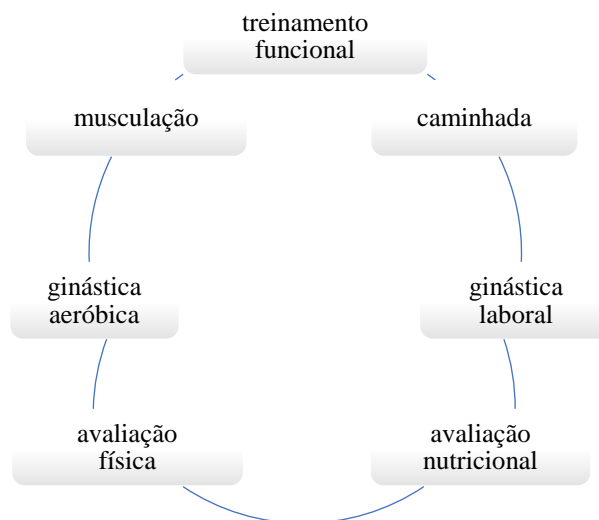 treinamento
funcional
caminhada
ginástica
laboral
avaliação
nutricional
avaliação
física
ginástica
aeróbica
musculação